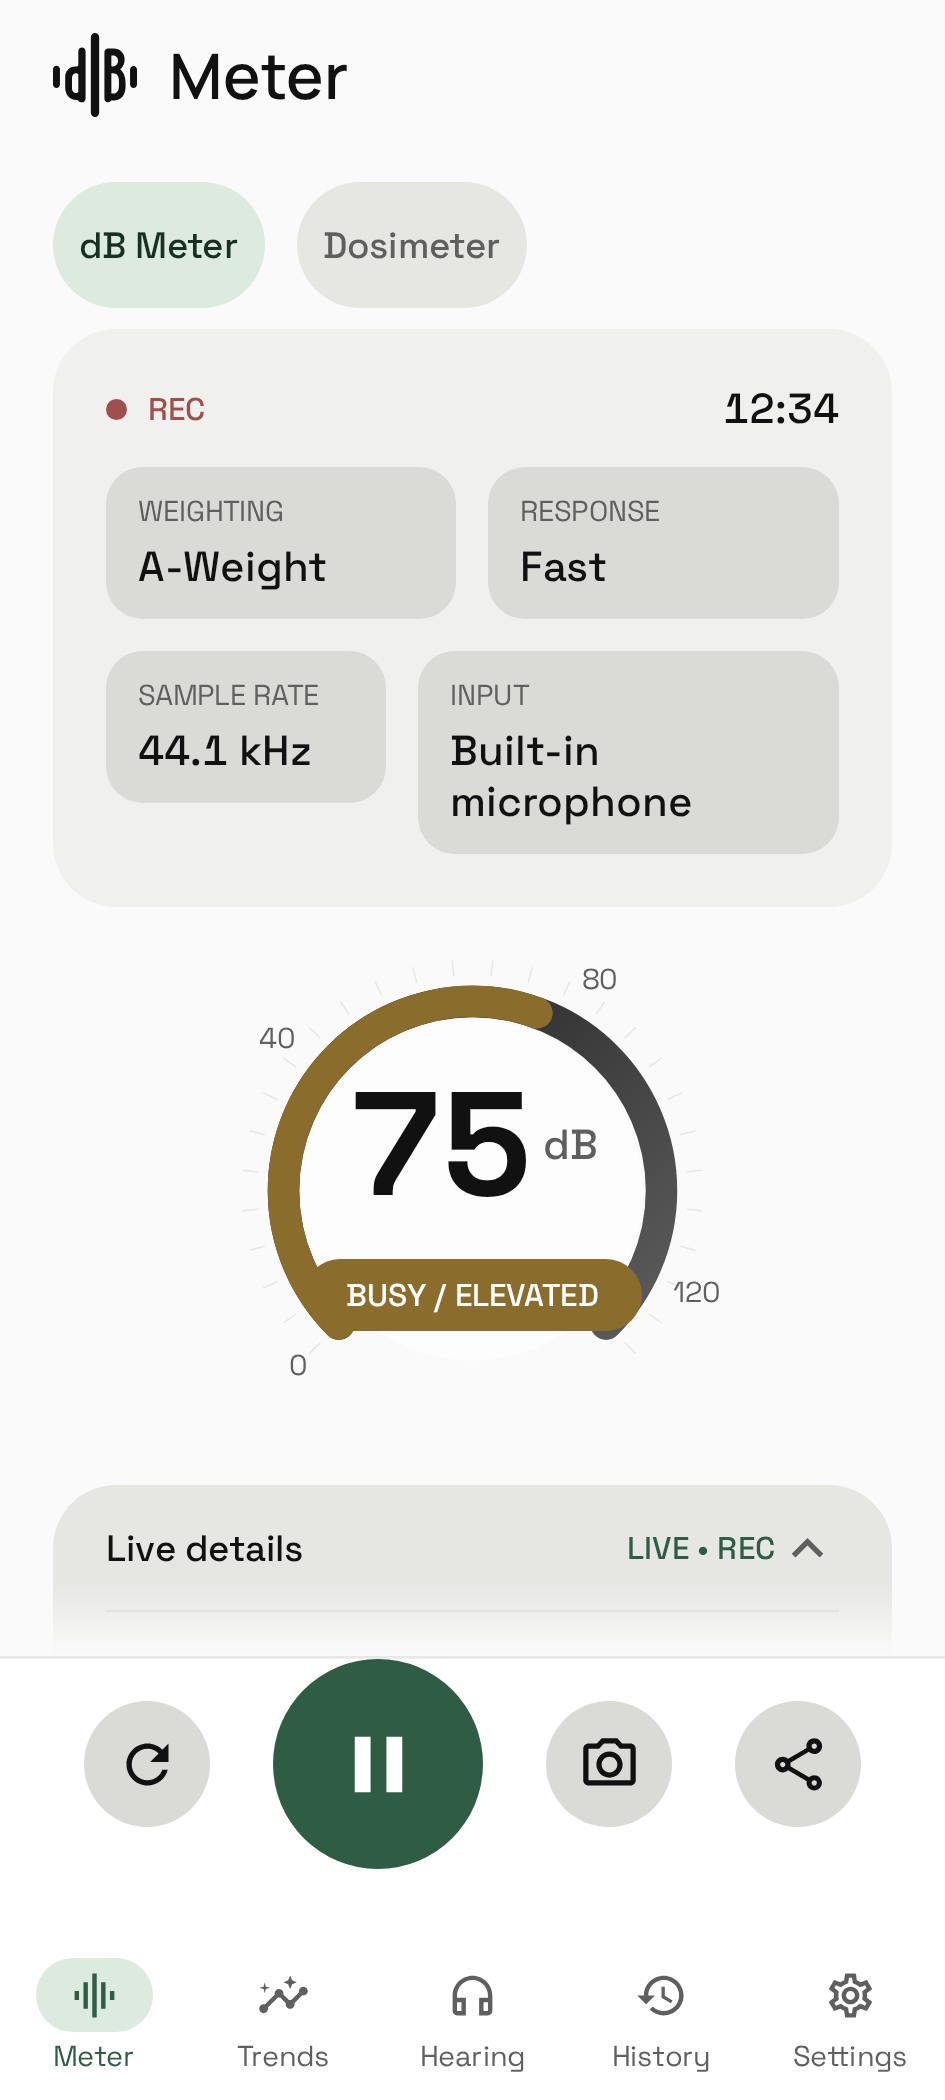 dB Meter
dB Meter Dosimeter
REC 12:34
WEIGHTING RESPONSE
A-Weight Fast
SAMPLE RATE INPUT
44.1 kHz Built-in
microphone
80
40
75 dB
120
BUSY / ELEVATED
0
Live details LIVE • REC
Meter Trends Hearing History Settings